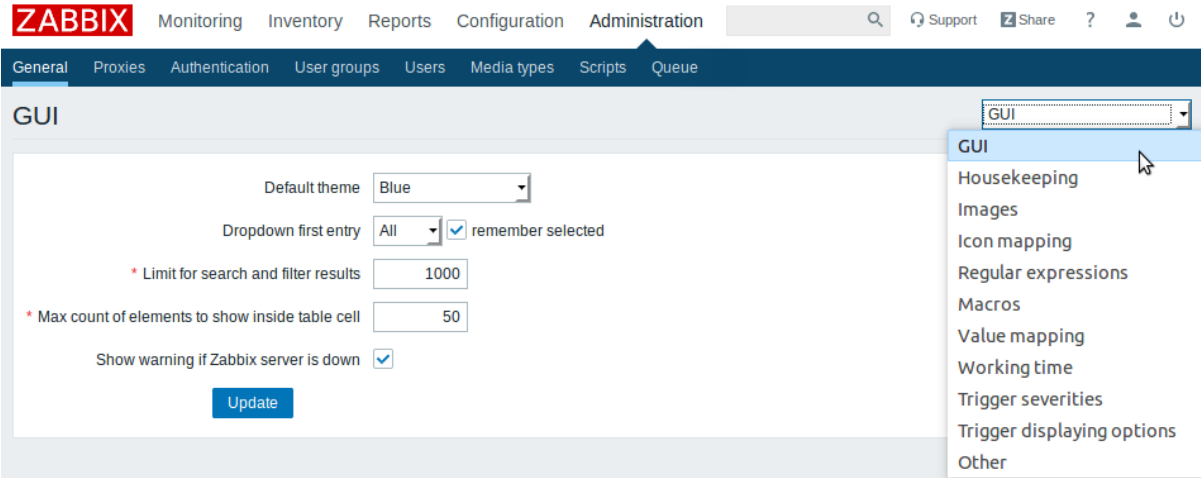 ZABBIX Monitoring Inventory Reports Configuration Administration Support Z Share ?
General Proxies Authentication User groups Users Media types Scripts Queue
GUI
GUI
GUI
Housekeeping
Images
Icon mapping
Regular expressions
Macros
Value mapping
Working time
Trigger severities
Trigger displaying options
Other
Default theme Blue
Dropdown first entry All remember selected
* Limit for search and filter results 1000
* Max count of elements to show inside table cell 50
Show warning if Zabbix server is down
Update